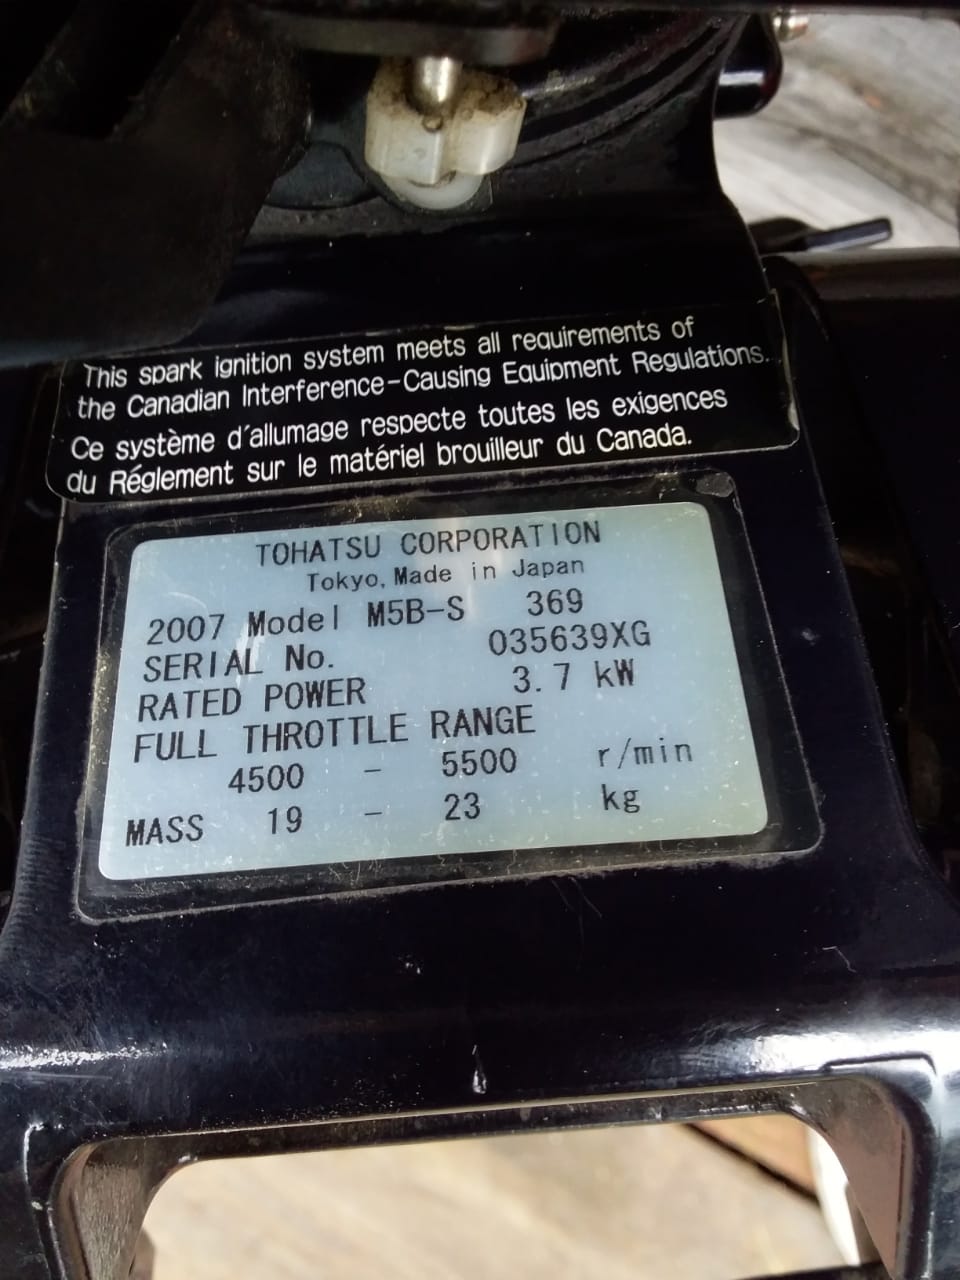 This spark ignition system meets all requirements of
the Canadian Interference-Causing Equipment Regulations.
Ce système d'allumage respecte toutes les exigences
du Réglement sur le matériel brouilleur du Canada.
TOHATSU CORPORATION
Tokyo, Made in Japan
2007 Model M5B-S 369
SERIAL No. 035639XG
RATED POWER 3.7 kW
FULL THROTTLE RANGE
4500 - 5500 r/min
MASS 19 - 23 kg